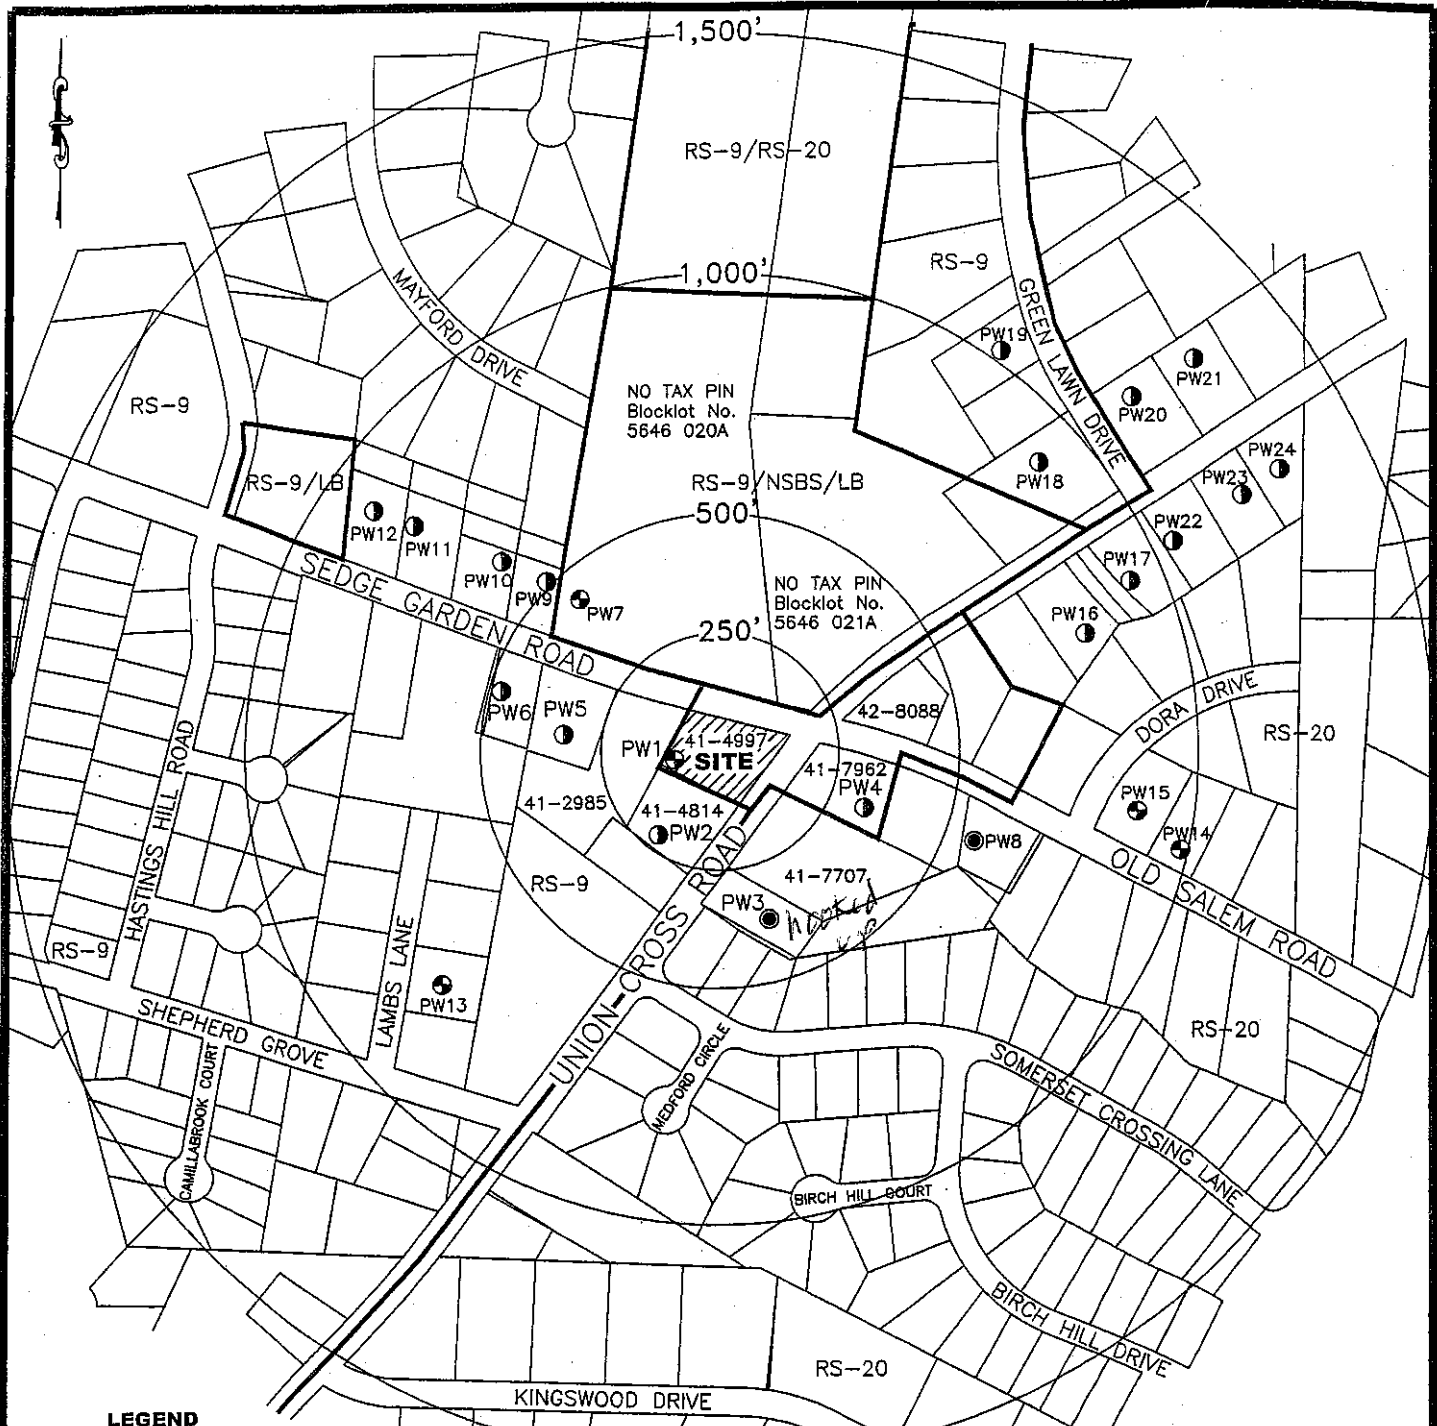 1,500'
RS-9/RS-20
1,000'
RS-9
MAYFORD DRIVE
GREEN LAWN DRIVE
PW19
PW21
PW20
NO TAX PIN
Blocklot No.
5646 020A
RS-9
RS-9/LB
RS-9/NSBS/LB
PW18
PW24
PW23
500'
PW12
PW11
PW22
SEDGE GARDEN ROAD
PW10
PW9
PW7
NO TAX PIN
Blocklot No.
5646 021A
PW17
PW16
250'
PW6
PW5
42-8088
DORA DRIVE
RS-20
PW1
41-4997
SITE
41-7962
PW4
HASTINGS HILL ROAD
41-2985
41-4814
PW2
PW15
PW14
PW8
OLD SALEM ROAD
RS-9
41-7707
PW3
hooked
up
UNION CROSS ROAD
RS-9
LAMBS LANE
PW13
SHEPHERD GROVE
CAMILLABROOK COURT
MEDFORD CIRCLE
RS-20
SOMERSET CROSSING LANE
BIRCH HILL COURT
BIRCH HILL DRIVE
RS-20
KINGSWOOD DRIVE
LEGEND